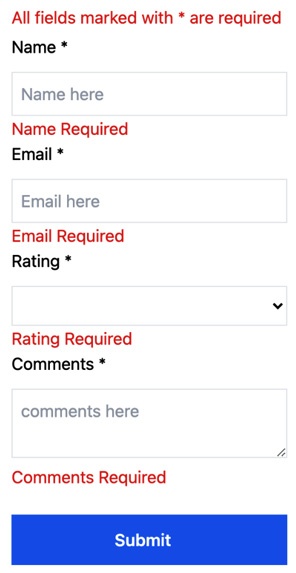 All fields marked with * are required
Name *
Name here
Name Required
Email *
Email here
Email Required
Rating *
Rating Required
Comments *
comments here
Comments Required
Submit